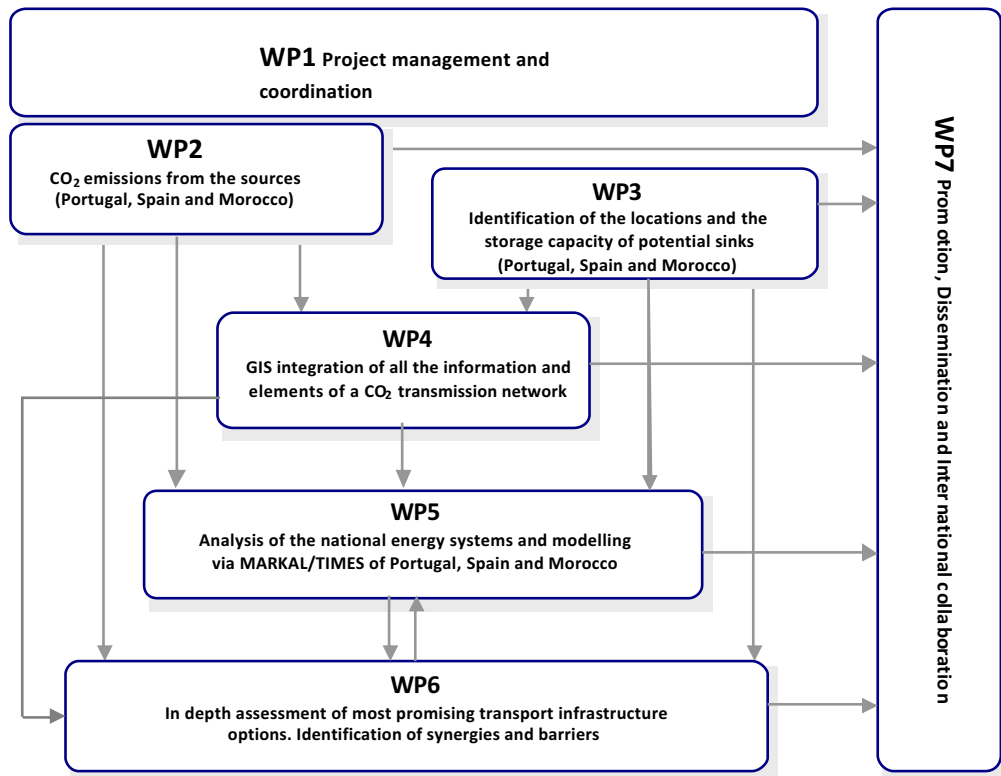 WP1 Project management and
coordination
WP2
CO₂ emissions from the sources
(Portugal, Spain and Morocco)
WP3
Identification of the locations and the
storage capacity of potential sinks
(Portugal, Spain and Morocco)
WP4
GIS integration of all the information and
elements of a CO₂ transmission network
WP5
Analysis of the national energy systems and modelling
via MARKAL/TIMES of Portugal, Spain and Morocco
WP6
In depth assessment of most promising transport infrastructure
options. Identification of synergies and barriers
WP7 Promotion, Dissemination and International collaboration